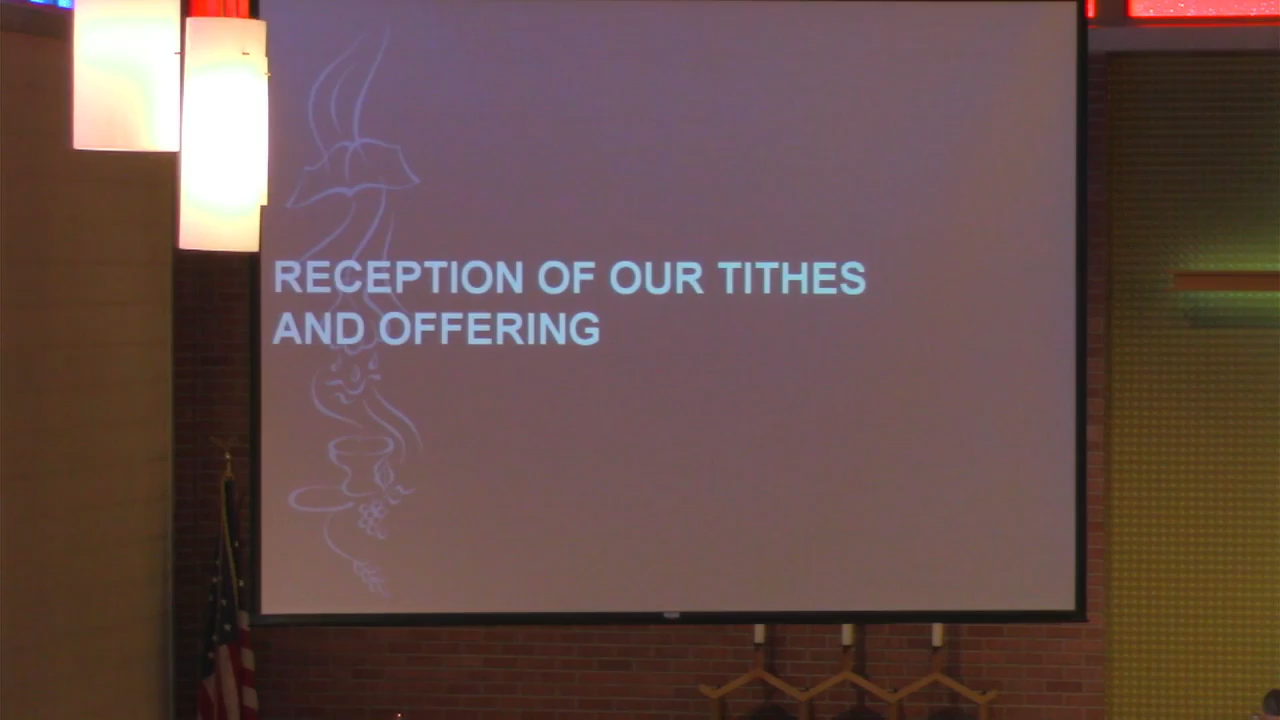 RECEPTION OF OUR TITHES
AND OFFERING